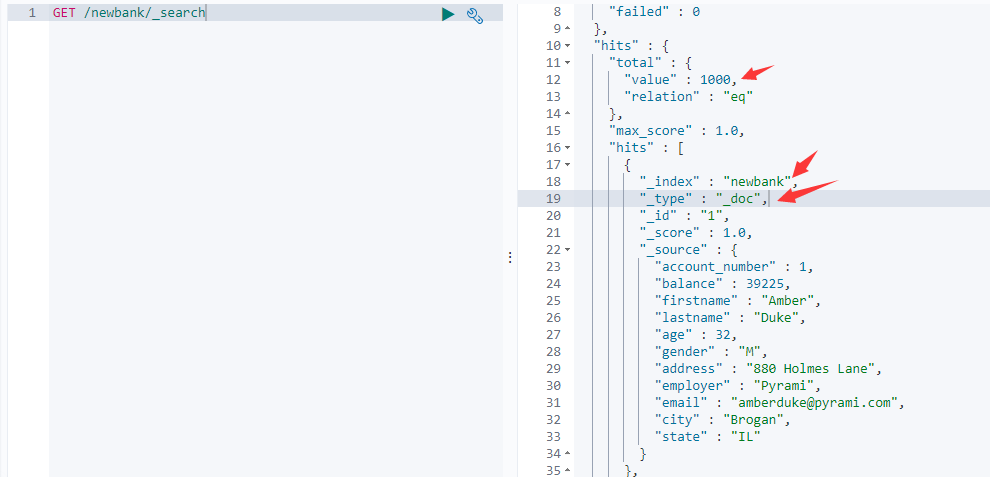 1 GET /newbank/_search
8 "failed" : 0
9 },
10 "hits" : {
11 "total" : {
12 "value" : 1000,
13 "relation" : "eq"
14 },
15 "max_score" : 1.0,
16 "hits" : [
17 {
18 "_index" : "newbank",
19 "_type" : "_doc",
20 "_id" : "1",
21 "_score" : 1.0,
22 "_source" : {
23 "account_number" : 1,
24 "balance" : 39225,
25 "firstname" : "Amber",
26 "lastname" : "Duke",
27 "age" : 32,
28 "gender" : "M",
29 "address" : "880 Holmes Lane",
30 "employer" : "Pyrami",
31 "email" : "amberduke@pyrami.com",
32 "city" : "Brogan",
33 "state" : "IL"
34 }
35 },